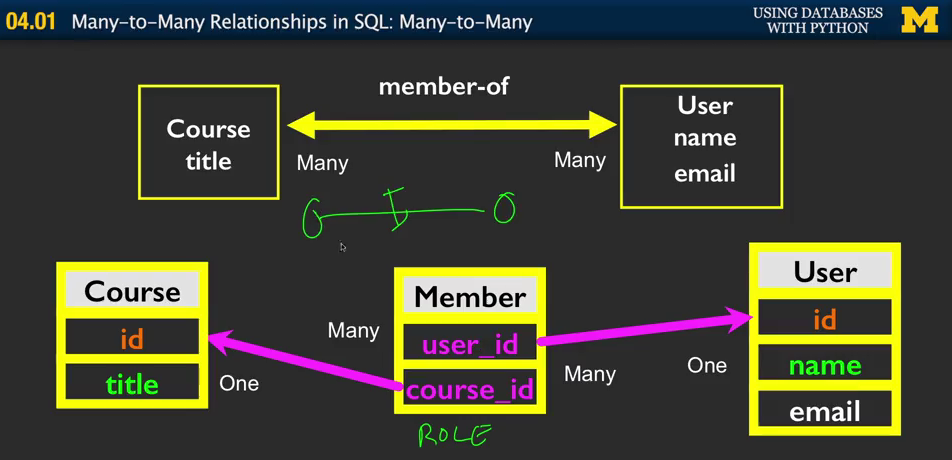 04.01 Many-to-Many Relationships in SQL: Many-to-Many
USING DATABASES
WITH PYTHON
M
member-of
Course
title
Many
Many
User
name
email
Course
id
title
One
Many
Member
user_id
course_id
ROLE
Many
One
User
id
name
email